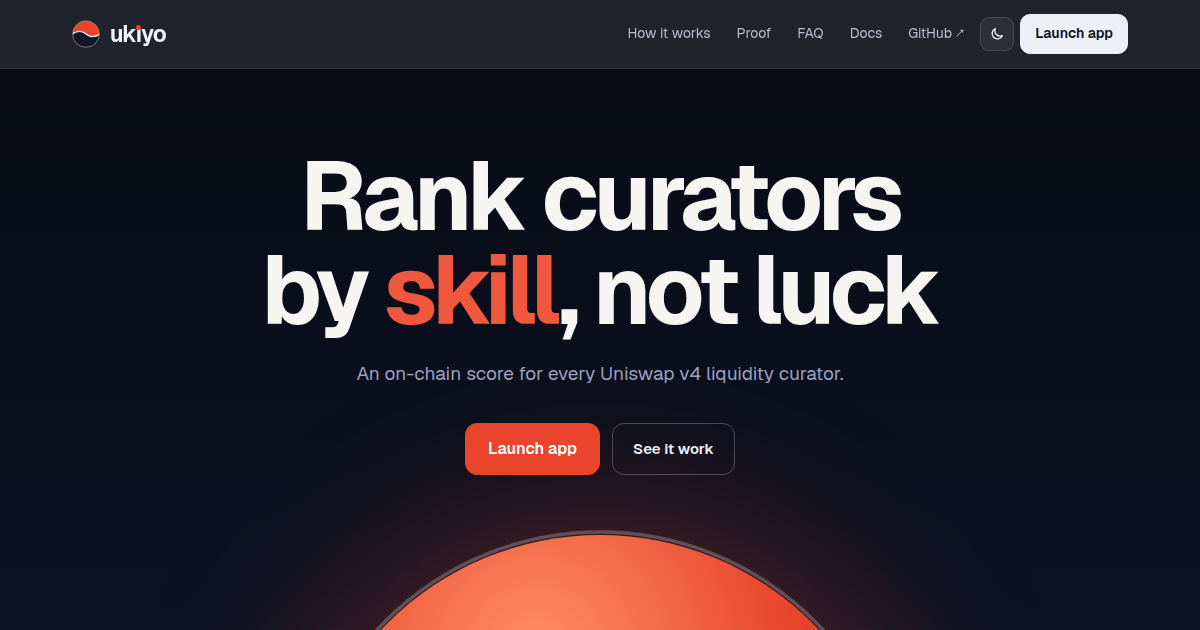 ukiyo
How it works
Proof
FAQ
Docs
GitHub ↗
Launch app
Rank curators
by skill, not luck
An on-chain score for every Uniswap v4 liquidity curator.
Launch app
See it work